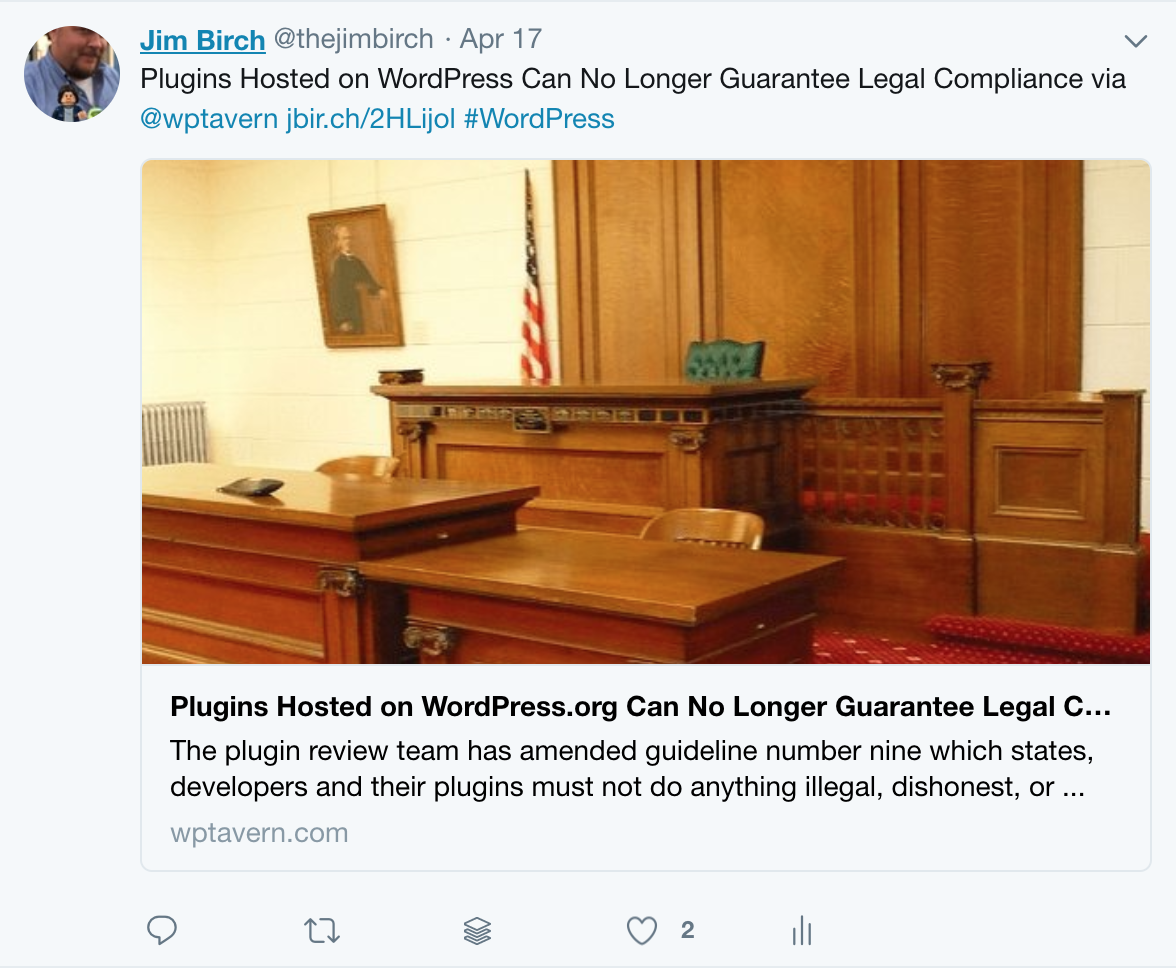 Jim Birch @thejimbirch · Apr 17
Plugins Hosted on WordPress Can No Longer Guarantee Legal Compliance via
@wptavern jbir.ch/2HLijol #WordPress
Plugins Hosted on WordPress.org Can No Longer Guarantee Legal C...
The plugin review team has amended guideline number nine which states,
developers and their plugins must not do anything illegal, dishonest, or ...
wptavern.com
2